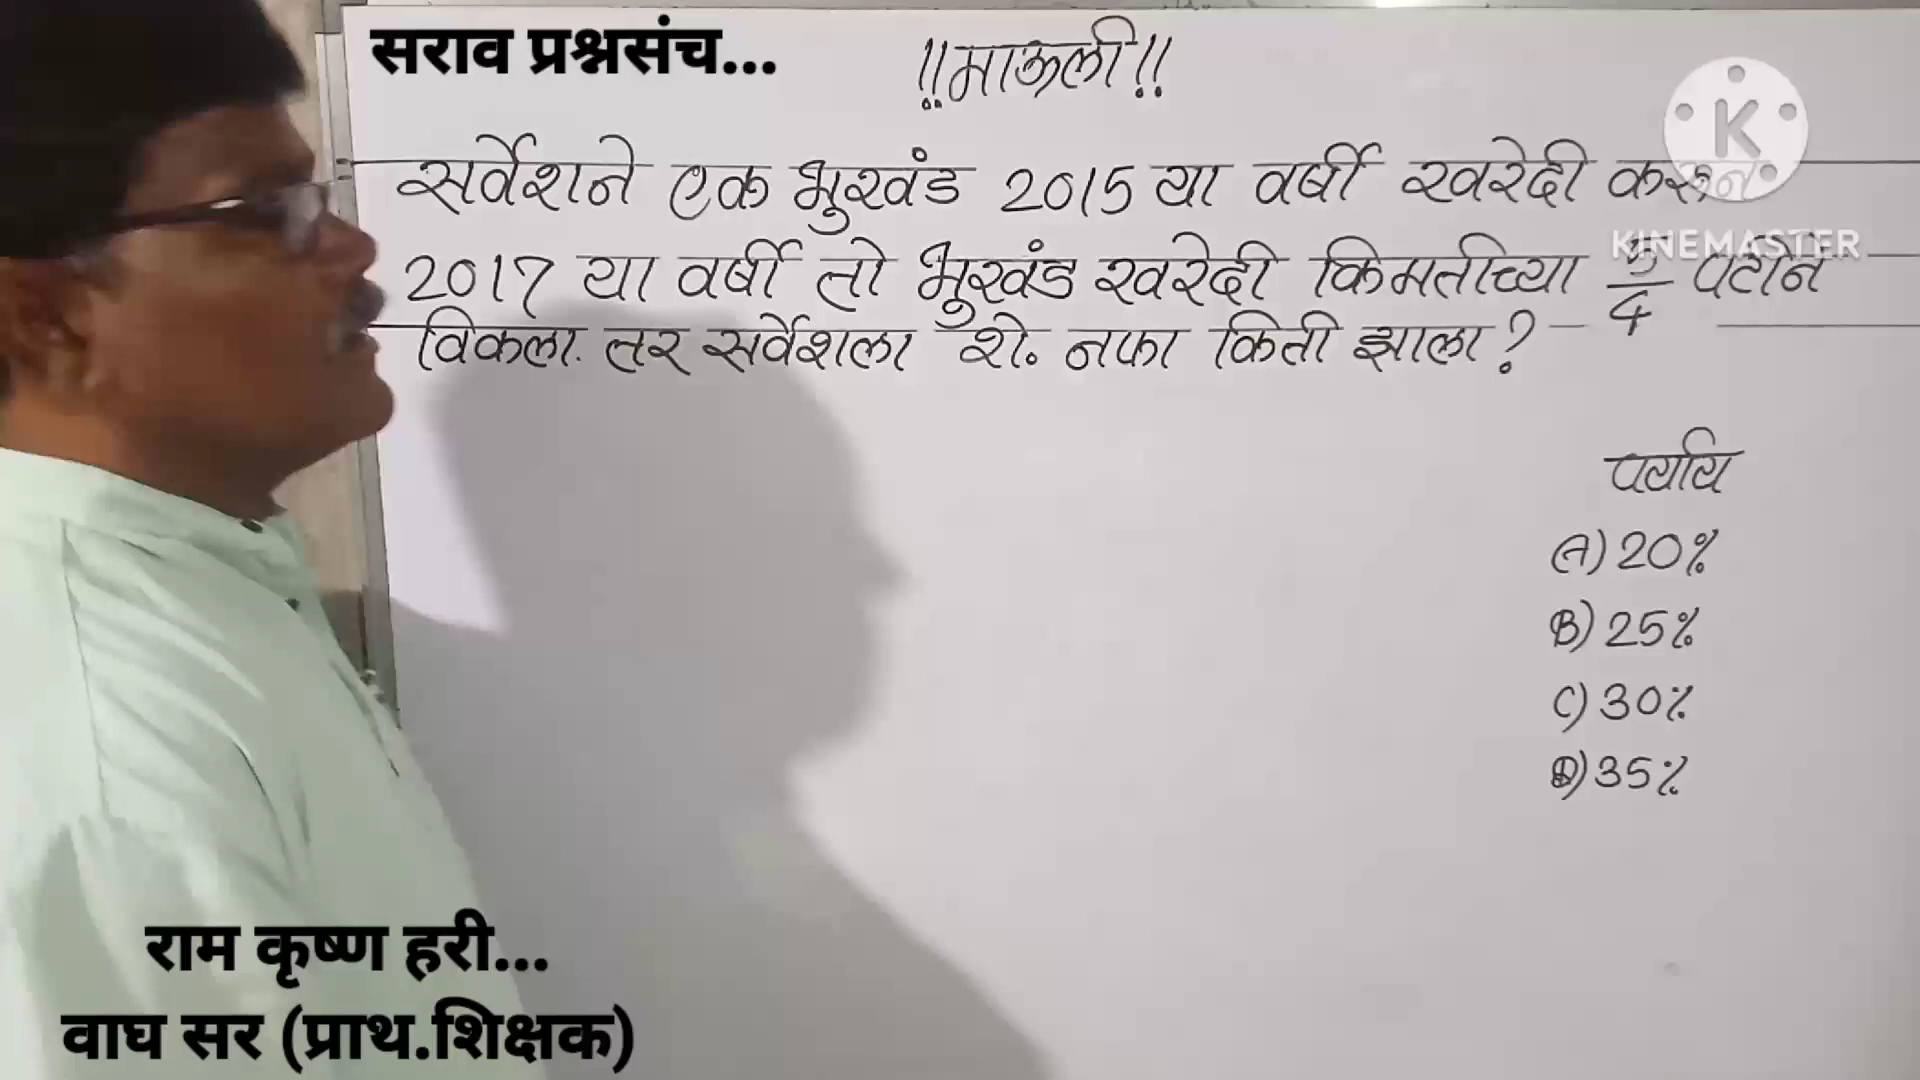 सराव प्रश्नसंच...
!!माऊली!!
सर्वेशने एक भुखंड 2015 या वर्षी खरेदी करून
2017 या वर्षी तो भुखंड खरेदी किमतीच्या 5/4 पटीने
विकला. तर सर्वेशला शे. नफा किती झाला?
पर्याय
(A) 20%
B) 25%
C) 30%
D) 35%
K
KINEMASTER
राम कृष्ण हरी...
वाघ सर (प्राथ.शिक्षक)